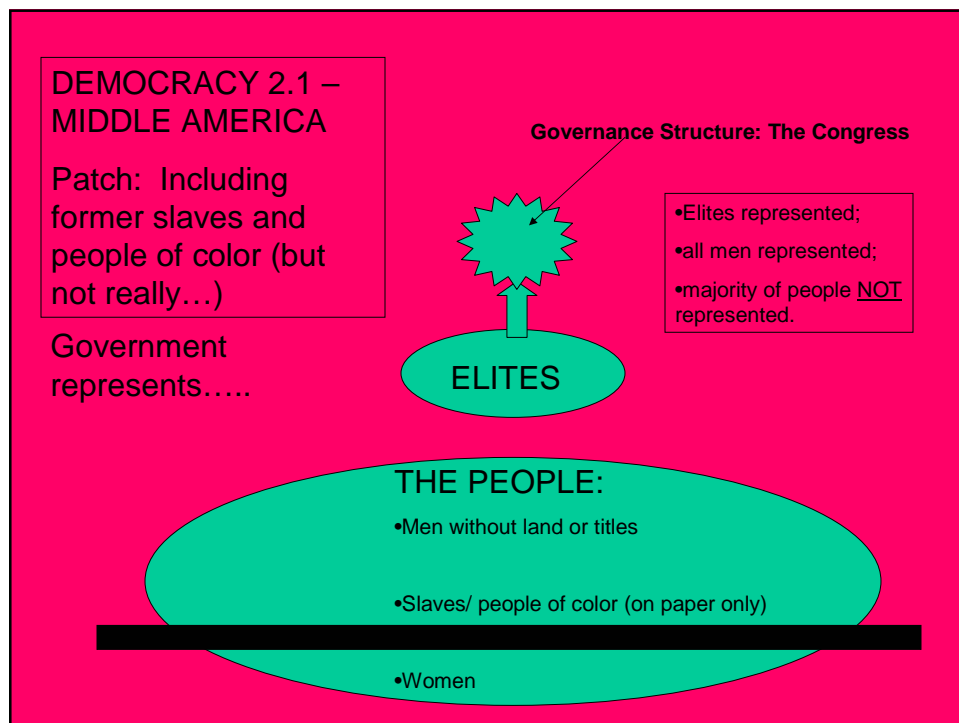 DEMOCRACY 2.1 –
MIDDLE AMERICA
Patch:  Including
former slaves and
people of color (but
not really…)
Government
represents…..
Governance Structure: The Congress
•Elites represented;
•all men represented;
•majority of people NOT
represented.
ELITES
THE PEOPLE:
•Men without land or titles
•Slaves/ people of color (on paper only)
•Women